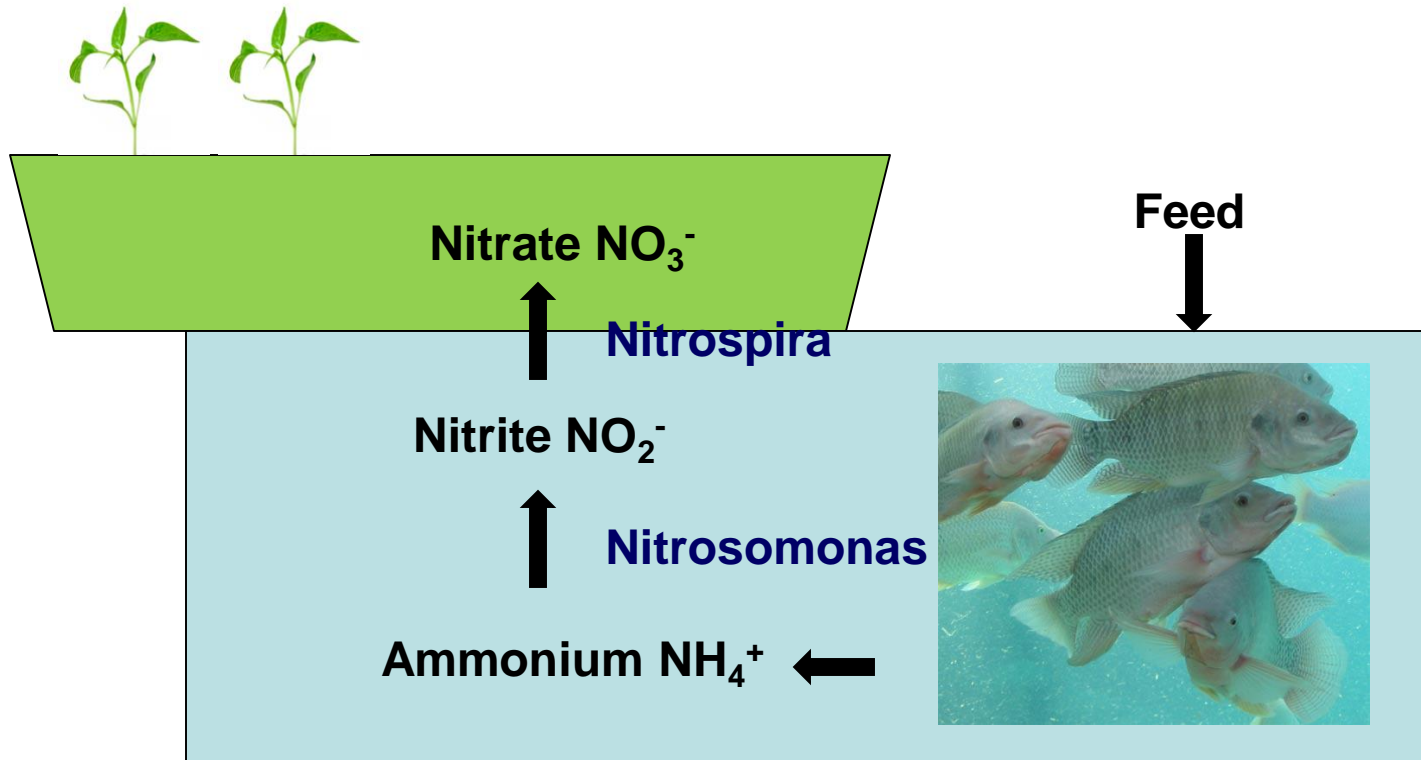 Feed
Nitrate NO₃⁻
Nitrospira
Nitrite NO₂⁻
Nitrosomonas
Ammonium NH₄⁺